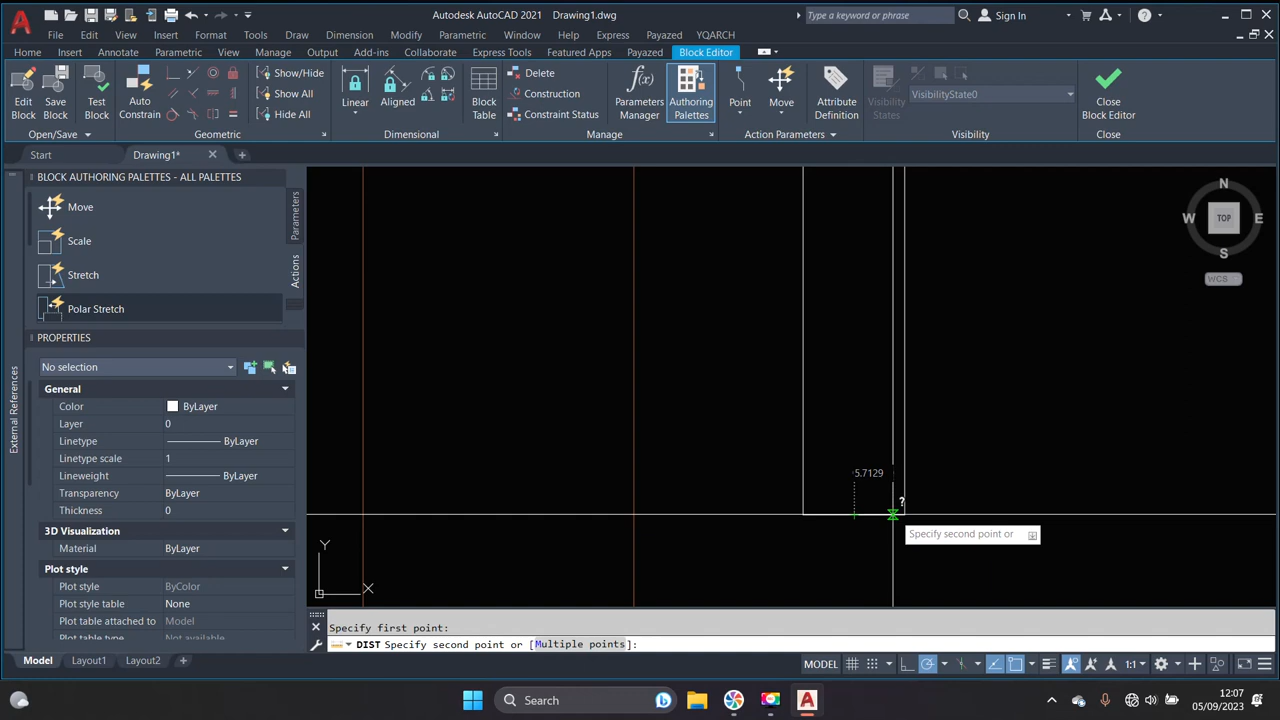 Autodesk AutoCAD 2021 Drawing1.dwg
Type a keyword or phrase
Sign In
File Edit View Insert Format Tools Draw Dimension Modify Parametric Window Help Express Payazed YQARCH
Home Insert Annotate Parametric View Manage Output Add-ins Collaborate Express Tools Featured Apps Payazed Block Editor
Edit Block
Save Block
Test Block
Auto Constrain
Show/Hide
Show All
Hide All
Linear
Aligned
Block Table
Delete
Construction
Constraint Status
Parameters Manager
Authoring Palettes
Point
Move
Attribute Definition
Visibility States
VisibilityState0
Close Block Editor
Open/Save
Geometric
Dimensional
Manage
Action Parameters
Visibility
Close
Start
Drawing1*
BLOCK AUTHORING PALETTES - ALL PALETTES
Move
Scale
Stretch
Polar Stretch
Parameters
Actions
PROPERTIES
No selection
General
Color ByLayer
Layer 0
Linetype ByLayer
Linetype scale 1
Lineweight ByLayer
Transparency ByLayer
Thickness 0
3D Visualization
Material ByLayer
Plot style
Plot style ByColor
Plot style table None
Plot table attached to Model
Plot table type Not available
External References
N
W TOP E
S
WCS
5.7129
?
Specify second point or
Y
X
Specify first point:
DIST Specify second point or [Multiple points]:
Model Layout1 Layout2
MODEL
1:1
Search
12:07
05/09/2023